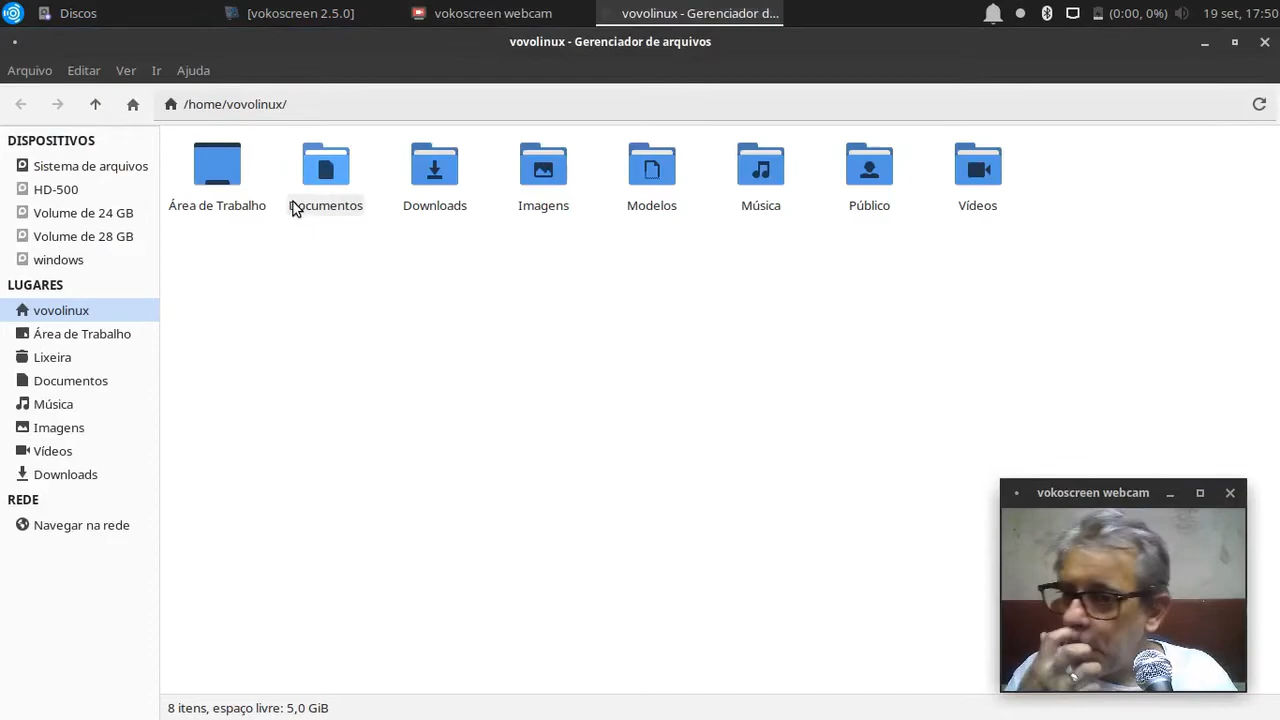 Discos
[vokoscreen 2.5.0]
vokoscreen webcam
vovolinux - Gerenciador d...
(0:00, 0%)
19 set, 17:50
vovolinux - Gerenciador de arquivos
Arquivo
Editar
Ver
Ir
Ajuda
/home/vovolinux/
DISPOSITIVOS
Sistema de arquivos
HD-500
Volume de 24 GB
Volume de 28 GB
windows
LUGARES
vovolinux
Área de Trabalho
Lixeira
Documentos
Música
Imagens
Vídeos
Downloads
REDE
Navegar na rede
Área de Trabalho
Documentos
Downloads
Imagens
Modelos
Música
Público
Vídeos
vokoscreen webcam
8 itens, espaço livre: 5,0 GiB